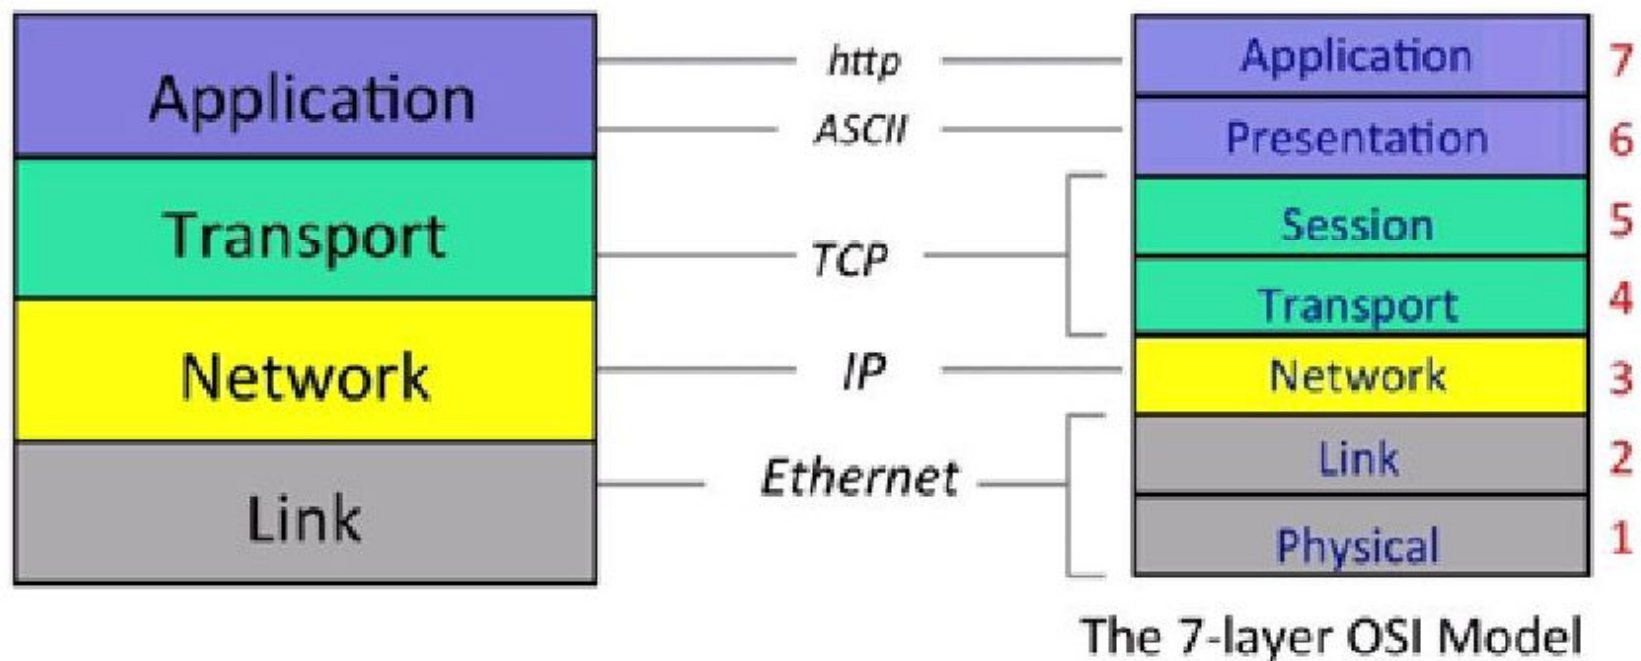 Application
Transport
Network
Link
http
ASCII
TCP
IP
Ethernet
Application 7
Presentation 6
Session 5
Transport 4
Network 3
Link 2
Physical 1
The 7-layer OSI Model